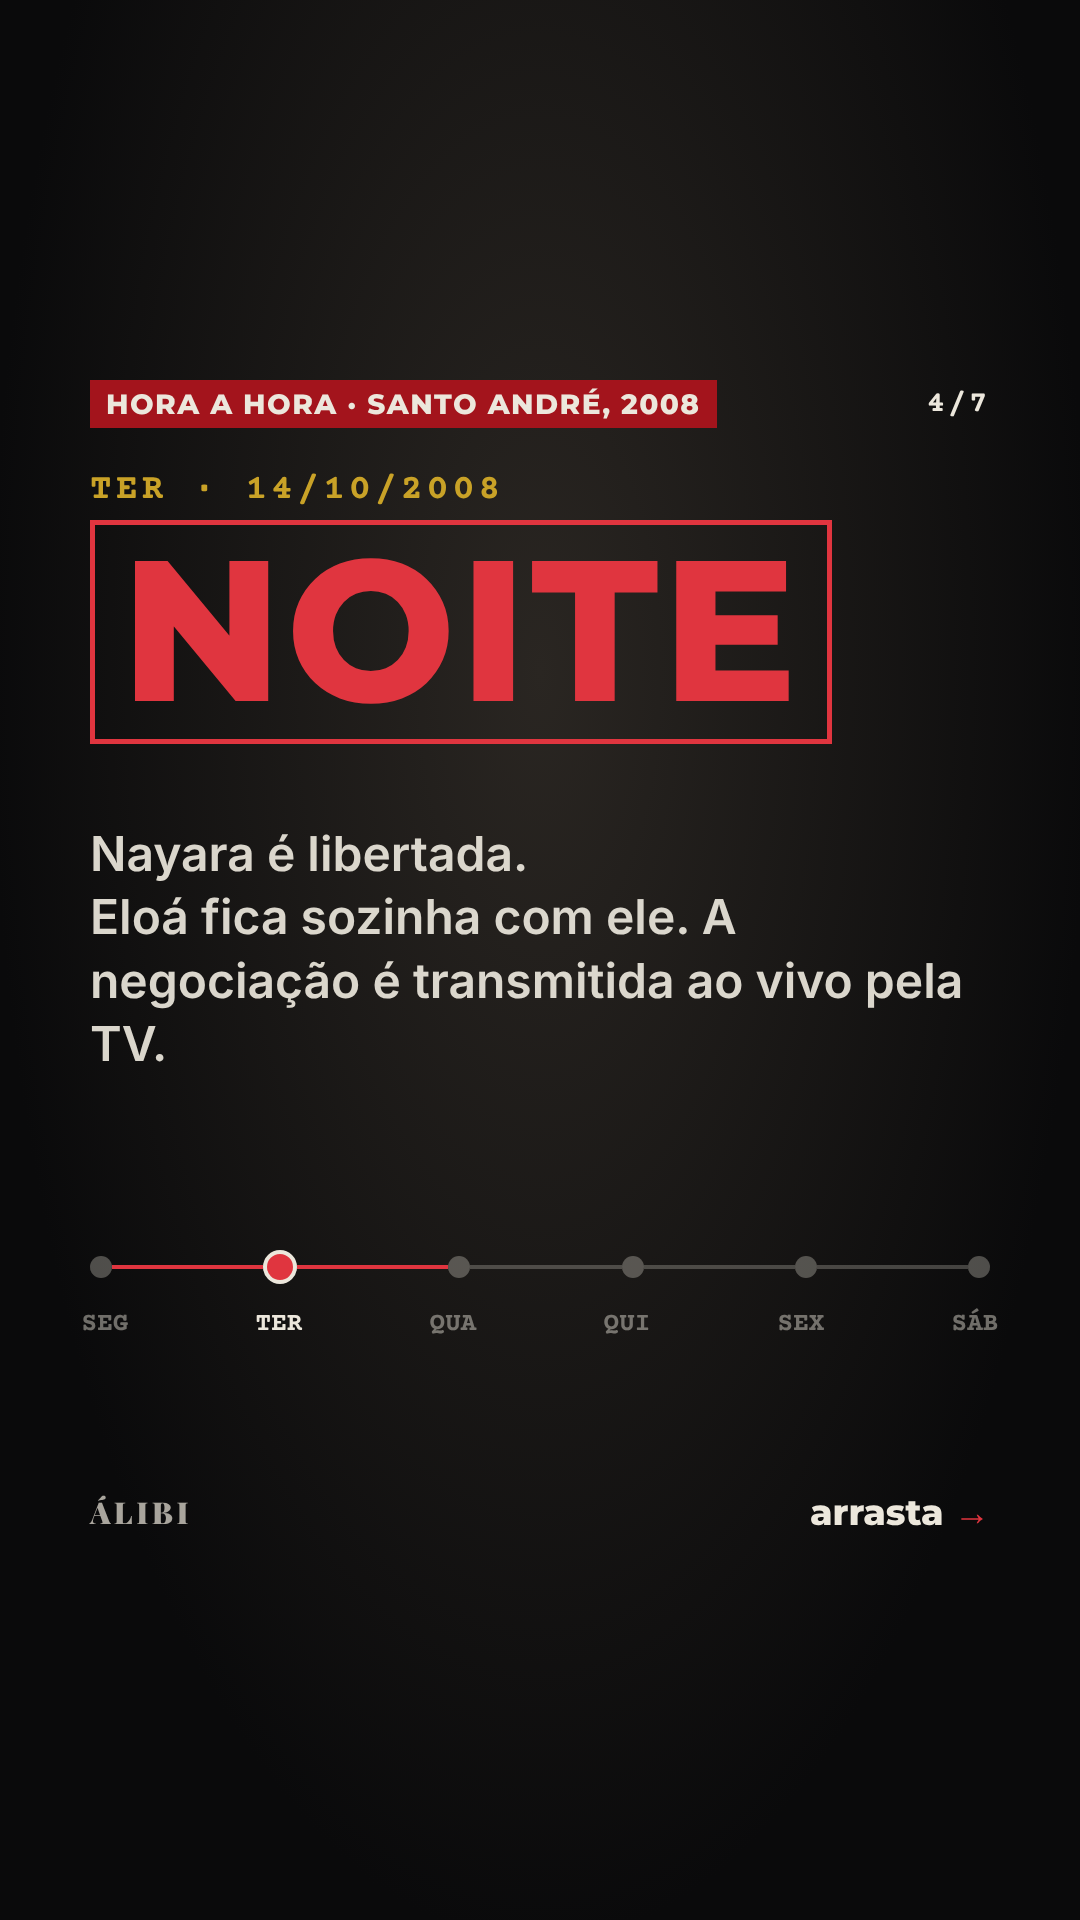 HORA A HORA · SANTO ANDRÉ, 2008
4/7
TER · 14/10/2008
NOITE
Nayara é libertada.
Eloá fica sozinha com ele. A
negociação é transmitida ao vivo pela
TV.
SEG TER QUA QUI SEX SÁB
ÁLIBI
arrasta →